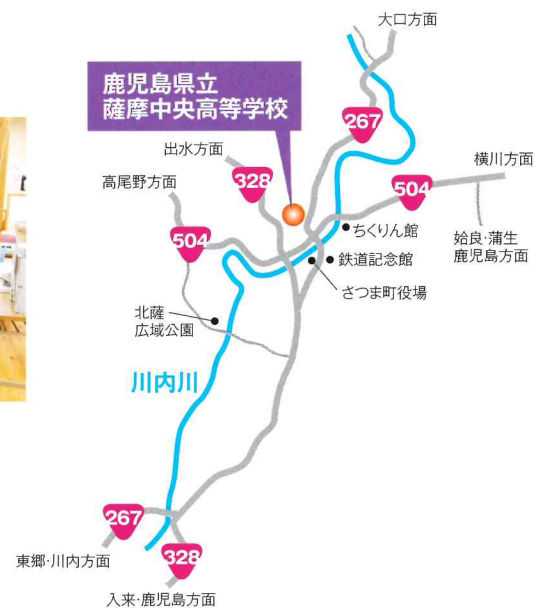 大口方面
鹿児島県立
薩摩中央高等学校
267
出水方面
横川方面
328
高尾野方面
504
ちくりん館
504
姶良・蒲生
鹿児島方面
鉄道記念館
さつま町役場
北薩
広域公園
川内川
267
東郷・川内方面
328
入来・鹿児島方面